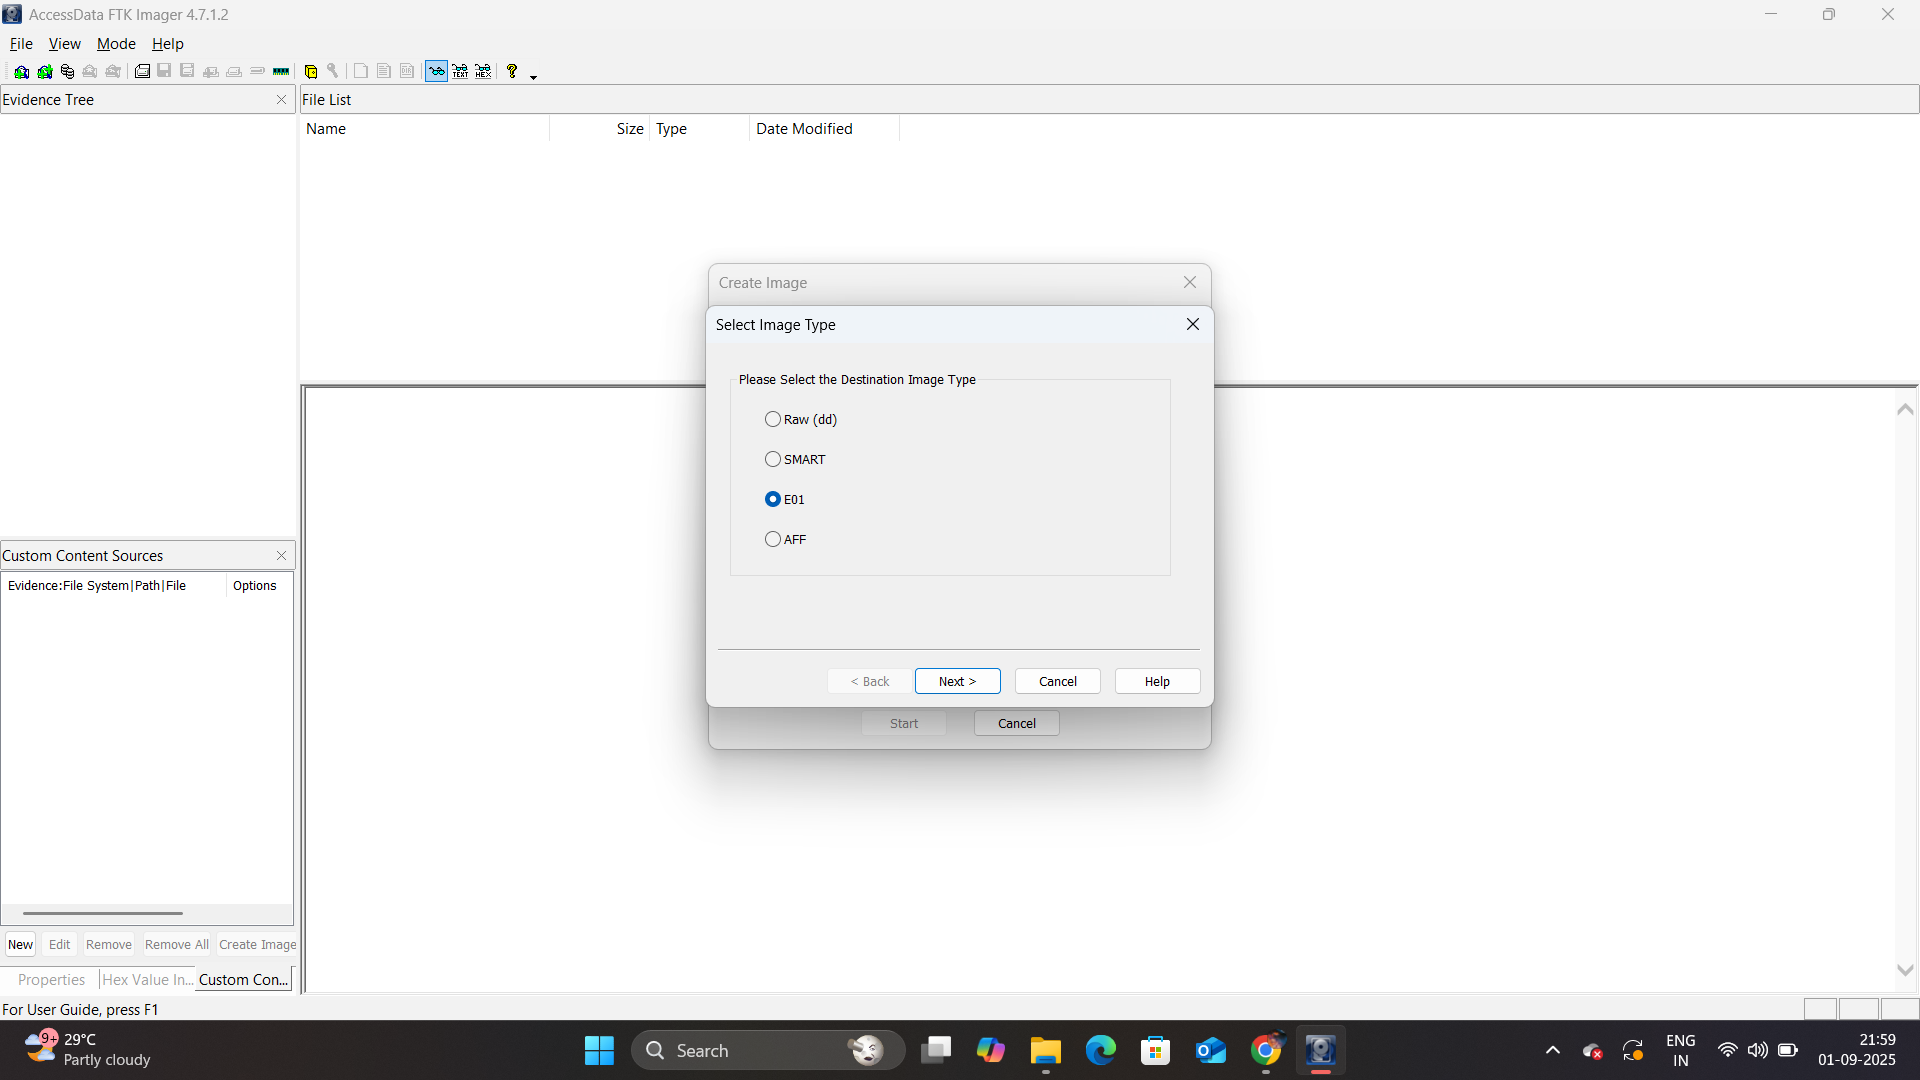 AccessData FTK Imager 4.7.1.2
File View Mode Help
TEXT HEX
Evidence Tree
File List
Name Size Type Date Modified
Create Image
Select Image Type
Please Select the Destination Image Type
Raw (dd)
SMART
E01
AFF
< Back Next > Cancel Help
Start Cancel
Custom Content Sources
Evidence:File System|Path|File Options
New Edit Remove Remove All Create Image
Properties Hex Value In... Custom Con...
For User Guide, press F1
9+ 29°C
Partly cloudy
Search
ENG
IN
21:59
01-09-2025